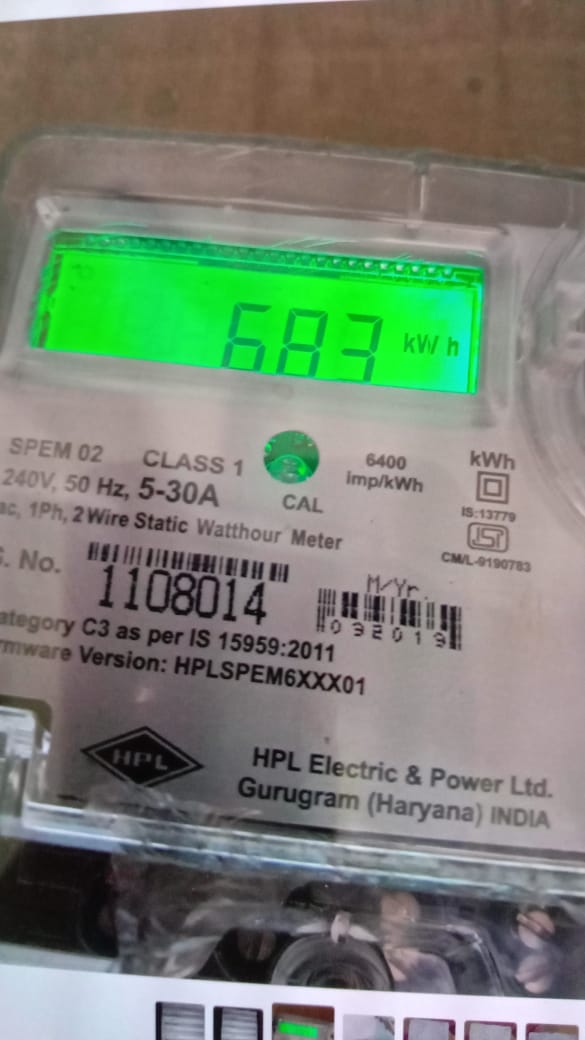 683 kWh
SPEM 02 CLASS 1 6400 imp/kWh kWh
240V, 50 Hz, 5-30A CAL IS:13779
ac, 1Ph, 2 Wire Static Watthour Meter
CM/L-9190783
S. No. 1108014 M/Yr.
032019
ategory C3 as per IS 15959:2011
rmware Version: HPLSPEM6XXX01
HPL
HPL Electric & Power Ltd.
Gurugram (Haryana) INDIA